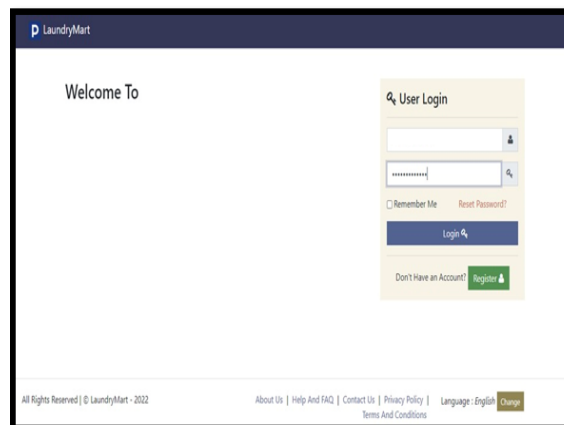 LaundryMart
Welcome To
User Login
Remember Me Reset Password?
Login
Don't Have an Account? Register
All Rights Reserved | © LaundryMart - 2022
About Us | Help And FAQ | Contact Us | Privacy Policy |
Terms And Conditions
Language : English Change